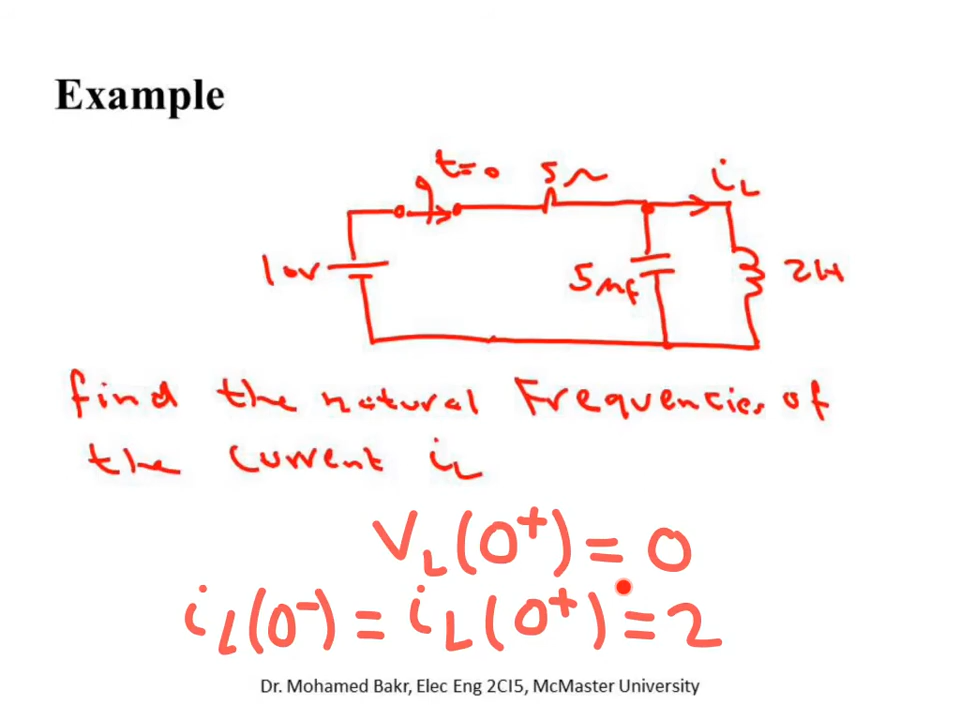 Example
t=0 5Ω iL
10v 5mf 2H
find the natural Frequencies of
the current iL
VL(0+) = 0
iL(0-) = iL(0+) = 2
Dr. Mohamed Bakr, Elec Eng 2CI5, McMaster University